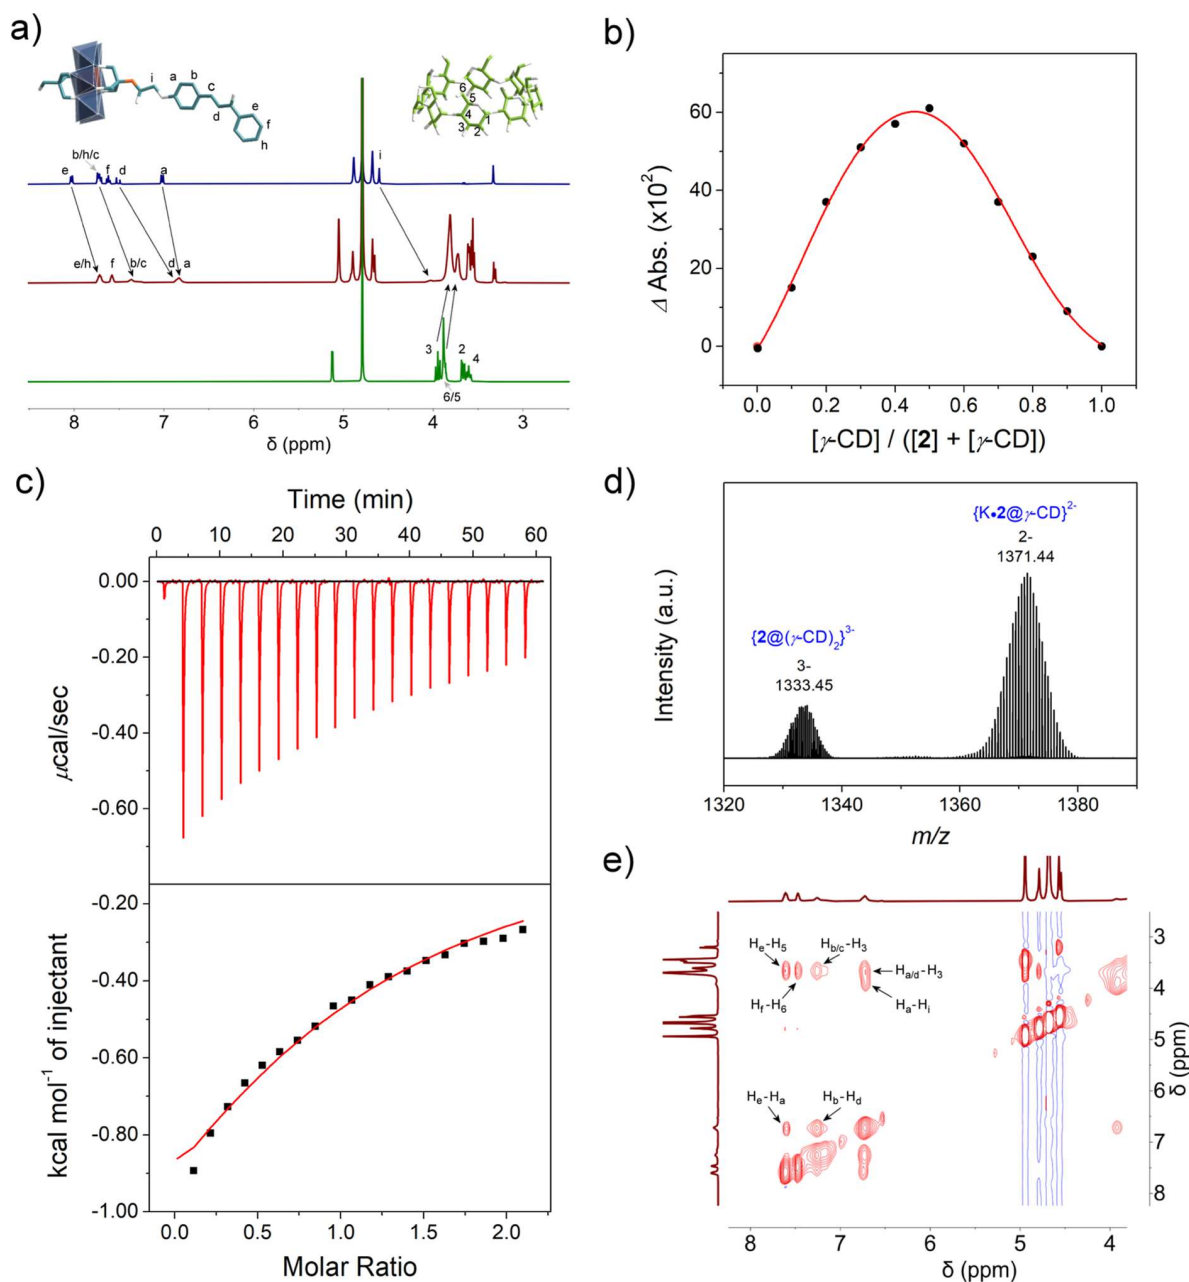 a)
i
a
b
c
d
e
f
h
6
5
4
3
2
1
b/h/c
e
f
d
a
i
e/h
f
b/c
d
a
3
2
4
6/5
8
7
6
5
4
3
δ (ppm)
b)
Δ Abs. (x10²)
60
40
20
0
0.0
0.2
0.4
0.6
0.8
1.0
[γ-CD] / ([2] + [γ-CD])
c)
Time (min)
0
10
20
30
40
50
60
0.00
-0.20
-0.40
-0.60
μcal/sec
-0.20
-0.40
-0.60
-0.80
-1.00
kcal mol⁻¹ of injectant
0.0
0.5
1.0
1.5
2.0
Molar Ratio
d)
Intensity (a.u.)
{K•2@γ-CD}²⁻
2-
1371.44
{2@(γ-CD)₂}³⁻
3-
1333.45
1320
1340
1360
1380
m/z
e)
Hₑ-H₅
H_b/c-H₃
H_a/d-H₃
H_f-H₆
Hₐ-Hᵢ
Hₑ-Hₐ
H_b-H_d
3
4
5
6
7
8
δ (ppm)
8
7
6
5
4
δ (ppm)